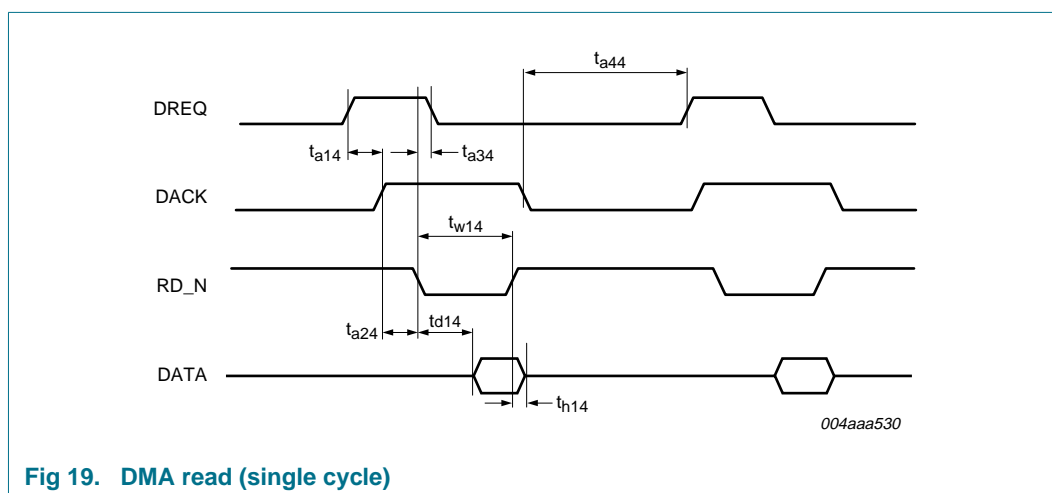 ta44
DREQ
ta14
ta34
DACK
tw14
RD_N
ta24
td14
DATA
th14
004aaa530
Fig 19. DMA read (single cycle)